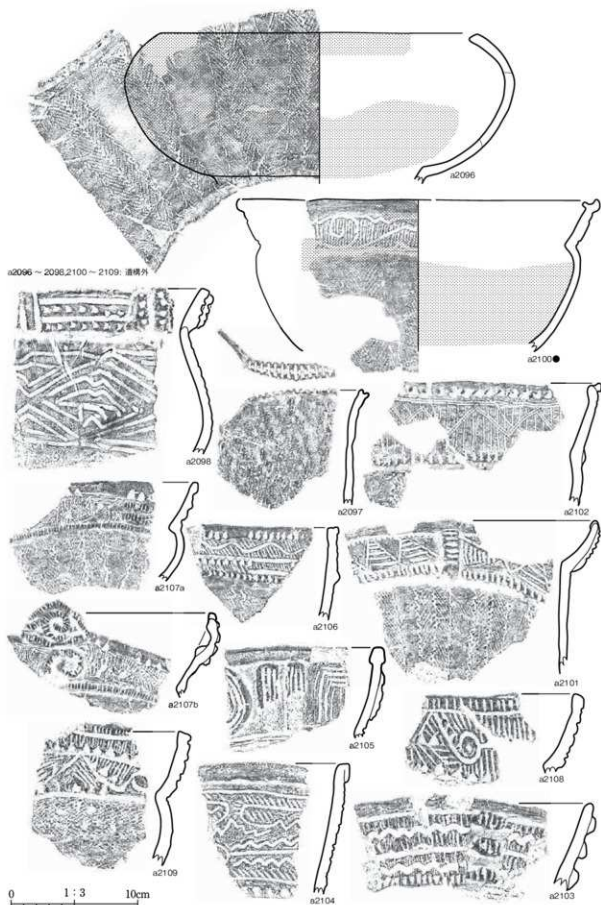 a2096
a2096 ～ 2098,2100 ～ 2109: 遺構外
a2100●
a2098
a2097
a2102
a2107a
a2106
a2101
a2107b
a2105
a2108
a2109
a2104
a2103
0 1 : 3 10cm